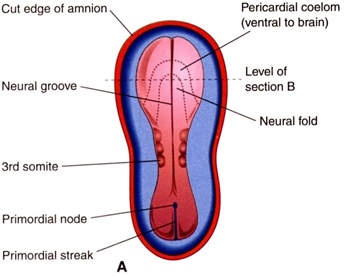 Cut edge of amnion
Pericardial coelom
(ventral to brain)
Level of
section B
Neural groove
Neural fold
3rd somite
Primordial node
Primordial streak
A